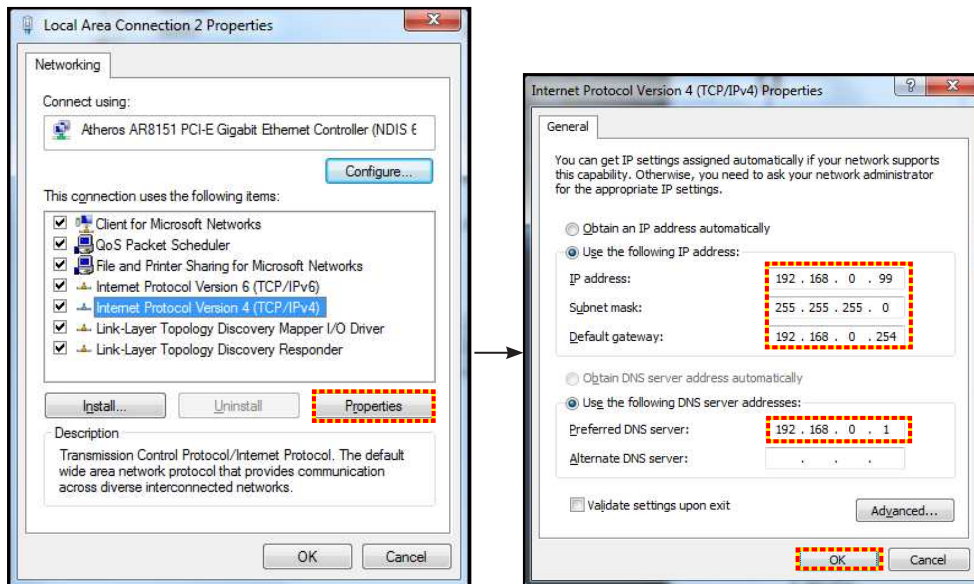 Local Area Connection 2 Properties
Networking
Connect using:
Atheros AR8151 PCI-E Gigabit Ethernet Controller (NDIS 6
Configure...
This connection uses the following items:
Client for Microsoft Networks
QoS Packet Scheduler
File and Printer Sharing for Microsoft Networks
Internet Protocol Version 6 (TCP/IPv6)
Internet Protocol Version 4 (TCP/IPv4)
Link-Layer Topology Discovery Mapper I/O Driver
Link-Layer Topology Discovery Responder
Install...
Uninstall
Properties
Description
Transmission Control Protocol/Internet Protocol. The default
wide area network protocol that provides communication
across diverse interconnected networks.
OK
Cancel
Internet Protocol Version 4 (TCP/IPv4) Properties
?
General
You can get IP settings assigned automatically if your network supports
this capability. Otherwise, you need to ask your network administrator
for the appropriate IP settings.
Obtain an IP address automatically
Use the following IP address:
IP address: 192 . 168 . 0 . 99
Subnet mask: 255 . 255 . 255 . 0
Default gateway: 192 . 168 . 0 . 254
Obtain DNS server address automatically
Use the following DNS server addresses:
Preferred DNS server: 192 . 168 . 0 . 1
Alternate DNS server: . . .
Validate settings upon exit
Advanced...
OK
Cancel